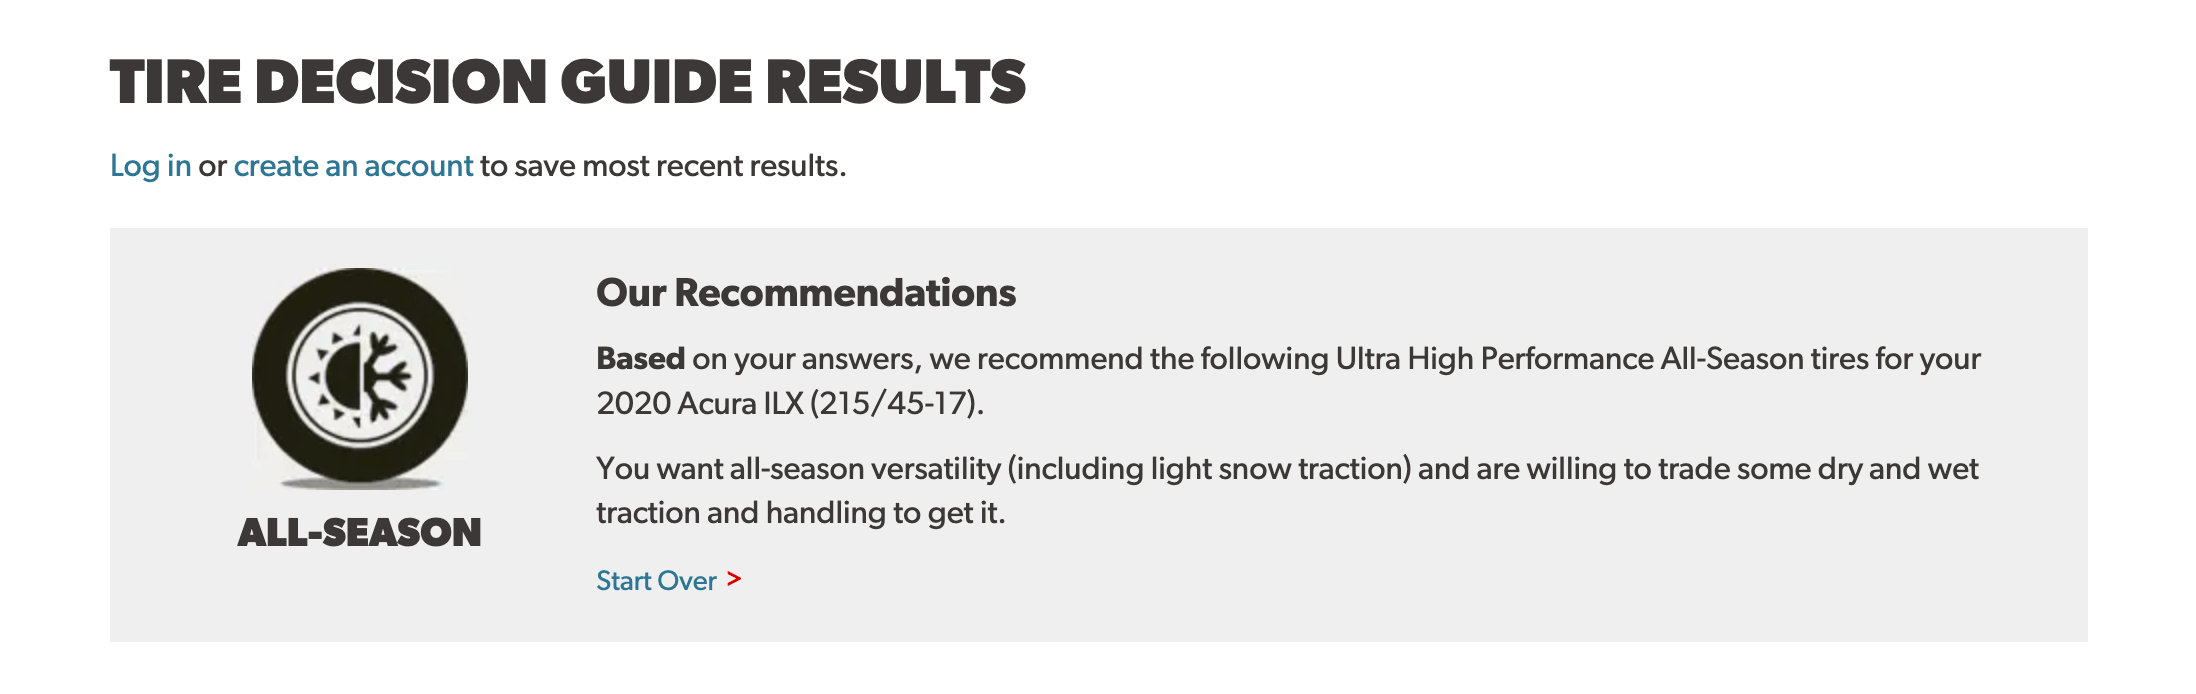 TIRE DECISION GUIDE RESULTS
Log in or create an account to save most recent results.
ALL-SEASON
Our Recommendations
Based on your answers, we recommend the following Ultra High Performance All-Season tires for your
2020 Acura ILX (215/45-17).
You want all-season versatility (including light snow traction) and are willing to trade some dry and wet
traction and handling to get it.
Start Over >